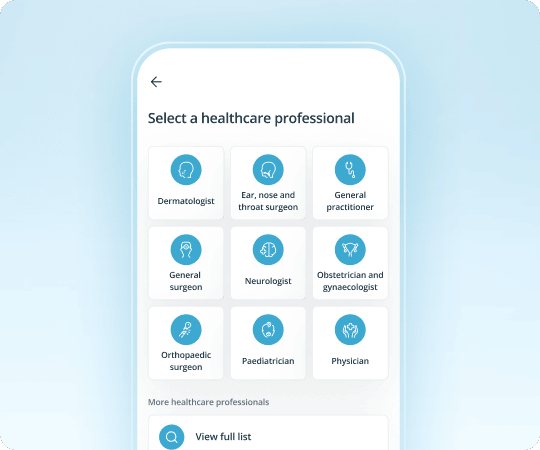 Select a healthcare professional
Dermatologist
Ear, nose and
throat surgeon
General
practitioner
General
surgeon
Neurologist
Obstetrician and
gynaecologist
Orthopaedic
surgeon
Paediatrician
Physician
More healthcare professionals
View full list